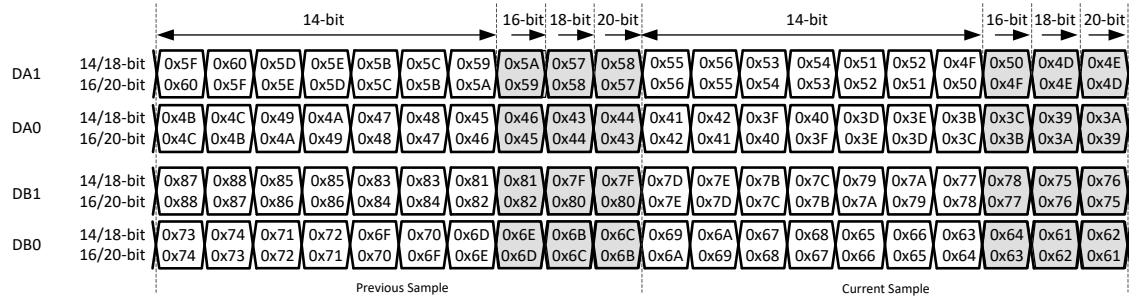 14-bit 16-bit 18-bit 20-bit 14-bit 16-bit 18-bit 20-bit
DA1
14/18-bit 0x5F 0x60 0x5D 0x5E 0x5B 0x5C 0x59 0x5A 0x57 0x58 0x55 0x56 0x53 0x54 0x51 0x52 0x4F 0x50 0x4D 0x4E
16/20-bit 0x60 0x5F 0x5E 0x5D 0x5C 0x5B 0x5A 0x59 0x58 0x57 0x56 0x55 0x54 0x53 0x52 0x51 0x50 0x4F 0x4E 0x4D
DA0
14/18-bit 0x4B 0x4C 0x49 0x4A 0x47 0x48 0x45 0x46 0x43 0x44 0x41 0x42 0x3F 0x40 0x3D 0x3E 0x3B 0x3C 0x39 0x3A
16/20-bit 0x4C 0x4B 0x4A 0x49 0x48 0x47 0x46 0x45 0x44 0x43 0x42 0x41 0x40 0x3F 0x3E 0x3D 0x3C 0x3B 0x3A 0x39
DB1
14/18-bit 0x87 0x88 0x85 0x85 0x83 0x83 0x81 0x81 0x7F 0x7F 0x7D 0x7E 0x7B 0x7C 0x79 0x7A 0x77 0x78 0x75 0x76
16/20-bit 0x88 0x87 0x86 0x86 0x84 0x84 0x82 0x82 0x80 0x80 0x7E 0x7D 0x7C 0x7B 0x7A 0x79 0x78 0x77 0x76 0x75
DB0
14/18-bit 0x73 0x74 0x71 0x72 0x6F 0x70 0x6D 0x6E 0x6B 0x6C 0x69 0x6A 0x67 0x68 0x65 0x66 0x63 0x64 0x61 0x62
16/20-bit 0x74 0x73 0x72 0x71 0x70 0x6F 0x6E 0x6D 0x6C 0x6B 0x6A 0x69 0x68 0x67 0x66 0x65 0x64 0x63 0x62 0x61
Previous Sample Current Sample